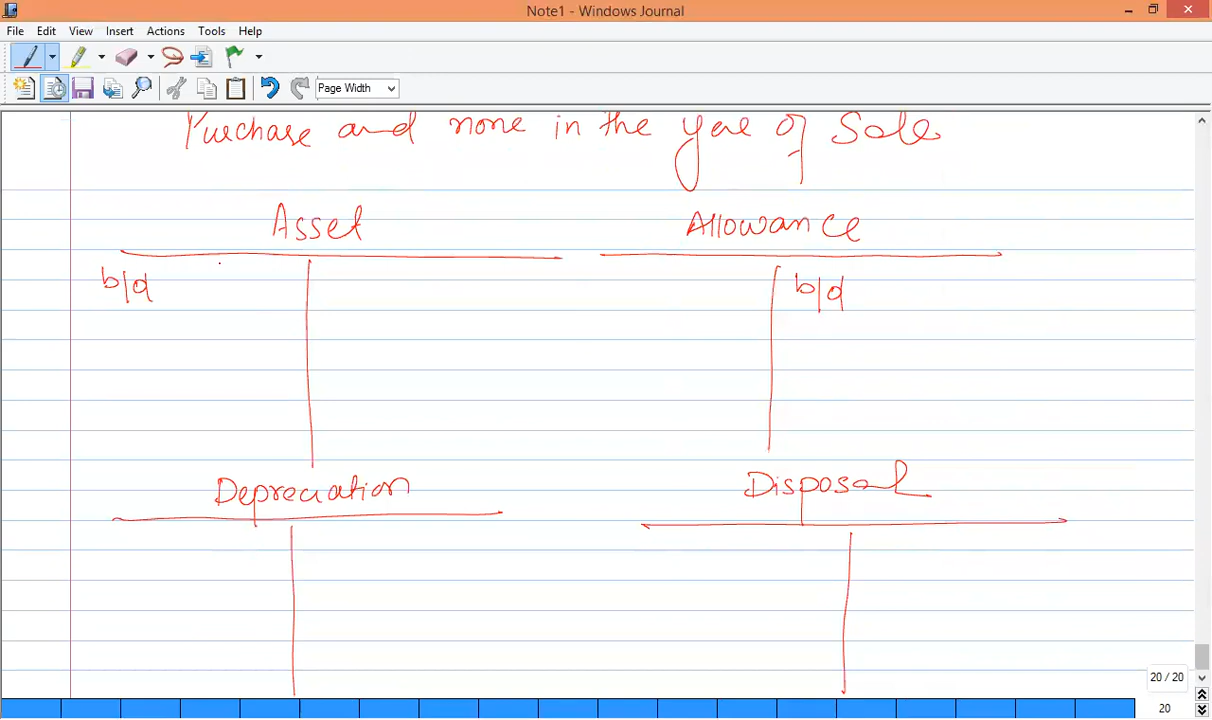 Note1 - Windows Journal
File Edit View Insert Actions Tools Help
Page Width
Purchase and none in the yare of Sale
Asset Allowance
b/d b/d
Depreciation Disposal
20 / 20
20